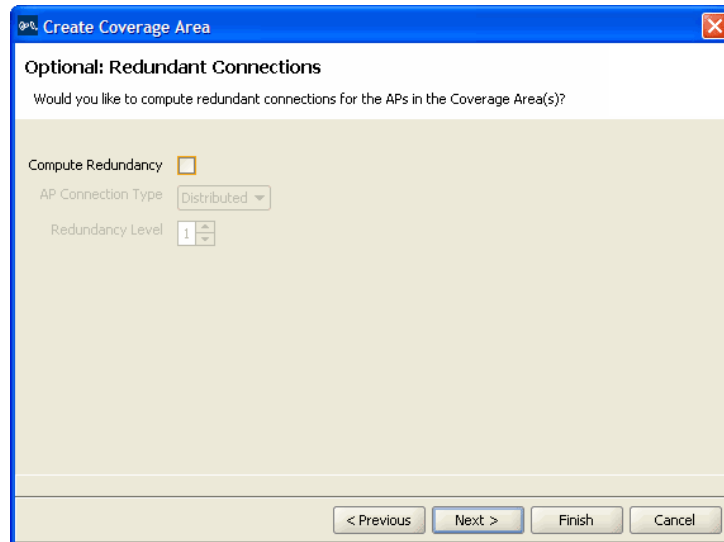 Create Coverage Area
Optional: Redundant Connections
Would you like to compute redundant connections for the APs in the Coverage Area(s)?
Compute Redundancy
AP Connection Type Distributed
Redundancy Level 1
< Previous Next > Finish Cancel